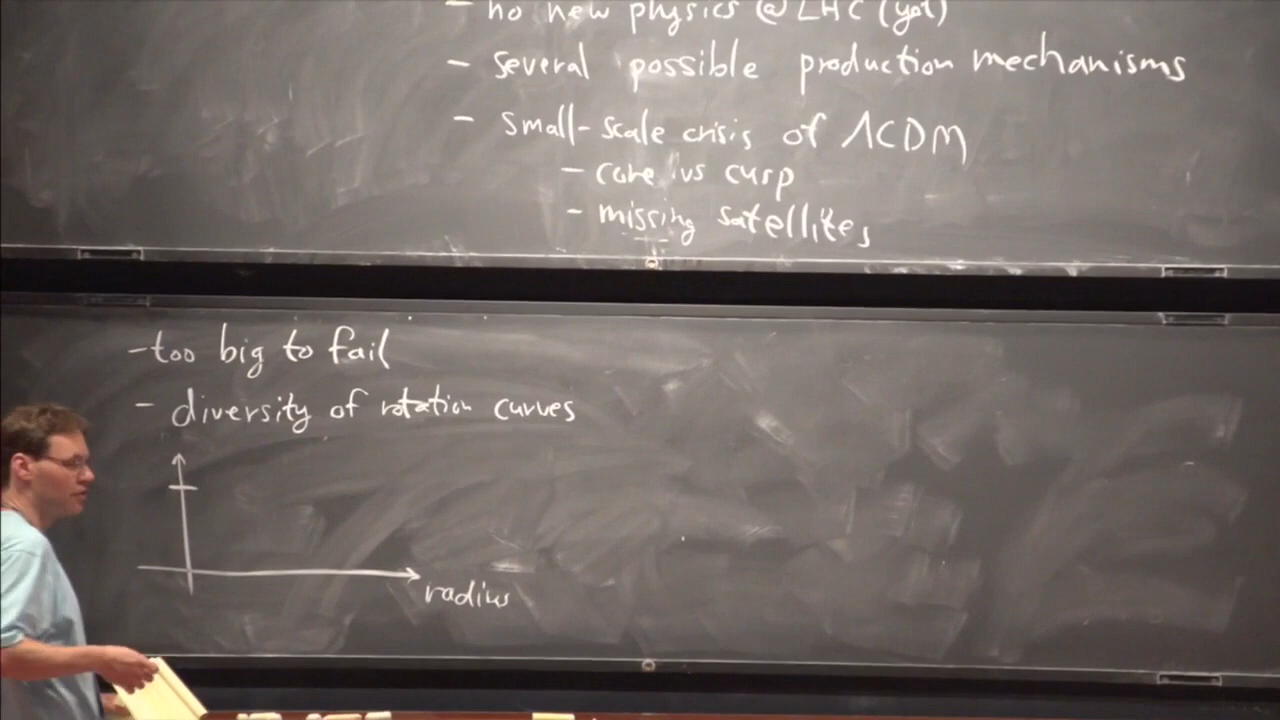 - no new physics @ LHC (yet)
- several possible production mechanisms
- small-scale crisis of ΛCDM
- core vs cusp
- missing satellites
- too big to fail
- diversity of rotation curves
radius